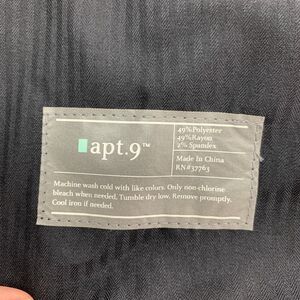 apt.9™
49%Polyester
49%Rayon
2% Spandex
Made In China
RN#37763
Machine wash cold with like colors. Only non-chlorine
bleach when needed. Tumble dry low. Remove promptly.
Cool iron if needed.